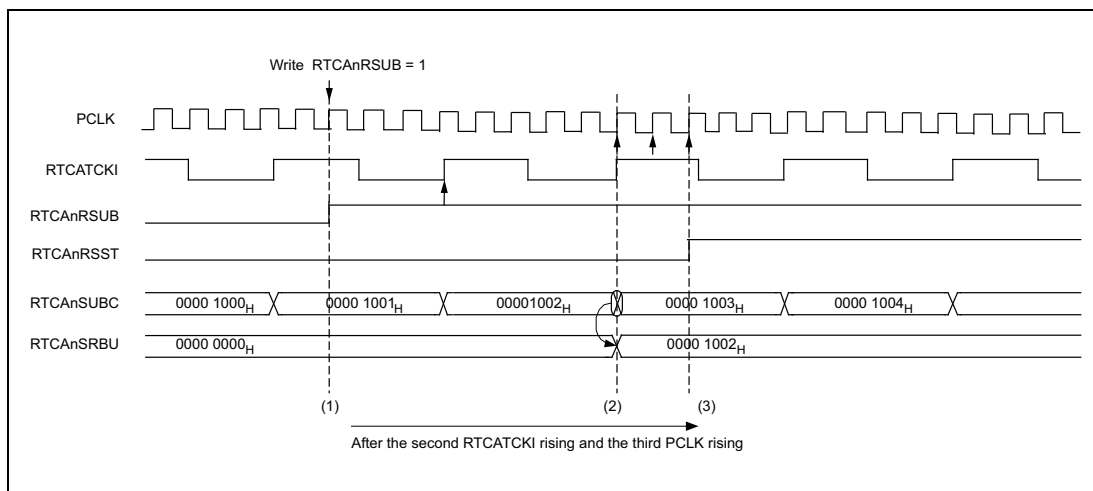 Write RTCAnRSUB = 1
PCLK
RTCATCKI
RTCAnRSUB
RTCAnRSST
RTCAnSUBC 0000 1000H 0000 1001H 00001002H 0000 1003H 0000 1004H
RTCAnSRBU 0000 0000H 0000 1002H
(1) (2) (3)
After the second RTCATCKI rising and the third PCLK rising